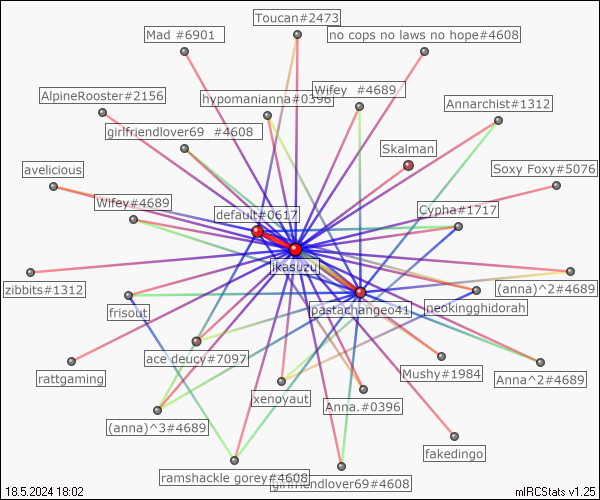 Toucan#2473
Mad #6901
no cops no laws no hope#4608
AlpineRooster#2156
hypomanianna#0396
Wifey #4689
Annarchist#1312
girlfriendlover69 #4608
Skalman
avelicious
Soxy Foxy#5076
Wifey#4689
default#0617
Cypha#1717
ikasuzu
zibbits#1312
frisout
pastachange041
neokingghidorah
(anna)^2#4689
ace_deucy#7097
rattgaming
Mushy#1984
Anna^2#4689
xenoyaut
Anna.#0396
(anna)^3#4689
fakedingo
ramshackle gorey#4608
girlfriendlover69#4608
18.5.2024 18:02
mIRCStats v1.25